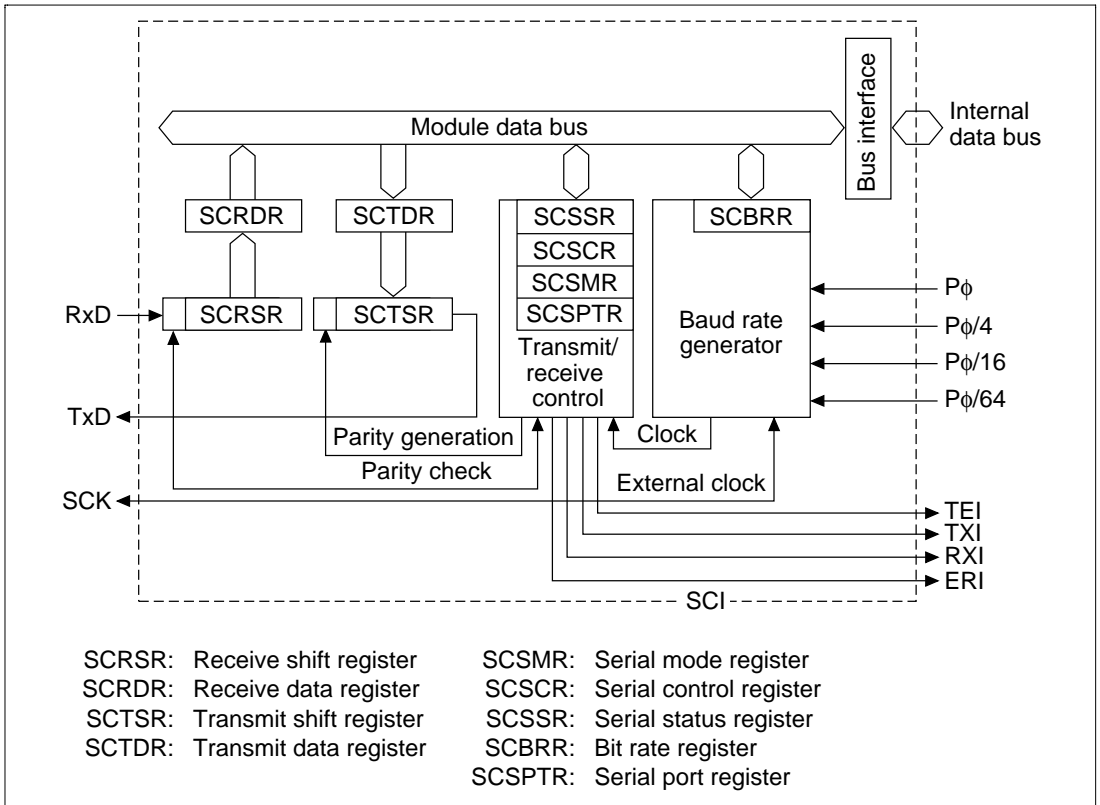 Module data bus
Bus interface
Internal
data bus
SCRDR
SCTDR
SCSSR
SCBRR
SCSCR
SCSMR
SCSPTR
RxD
SCRSR
SCTSR
Transmit/
receive
control
Baud rate
generator
Pϕ
Pϕ/4
Pϕ/16
Pϕ/64
TxD
Parity generation
Clock
Parity check
External clock
SCK
TEI
TXI
RXI
ERI
SCI
SCRSR: Receive shift register
SCRDR: Receive data register
SCTSR: Transmit shift register
SCTDR: Transmit data register
SCSMR: Serial mode register
SCSCR: Serial control register
SCSSR: Serial status register
SCBRR: Bit rate register
SCSPTR: Serial port register